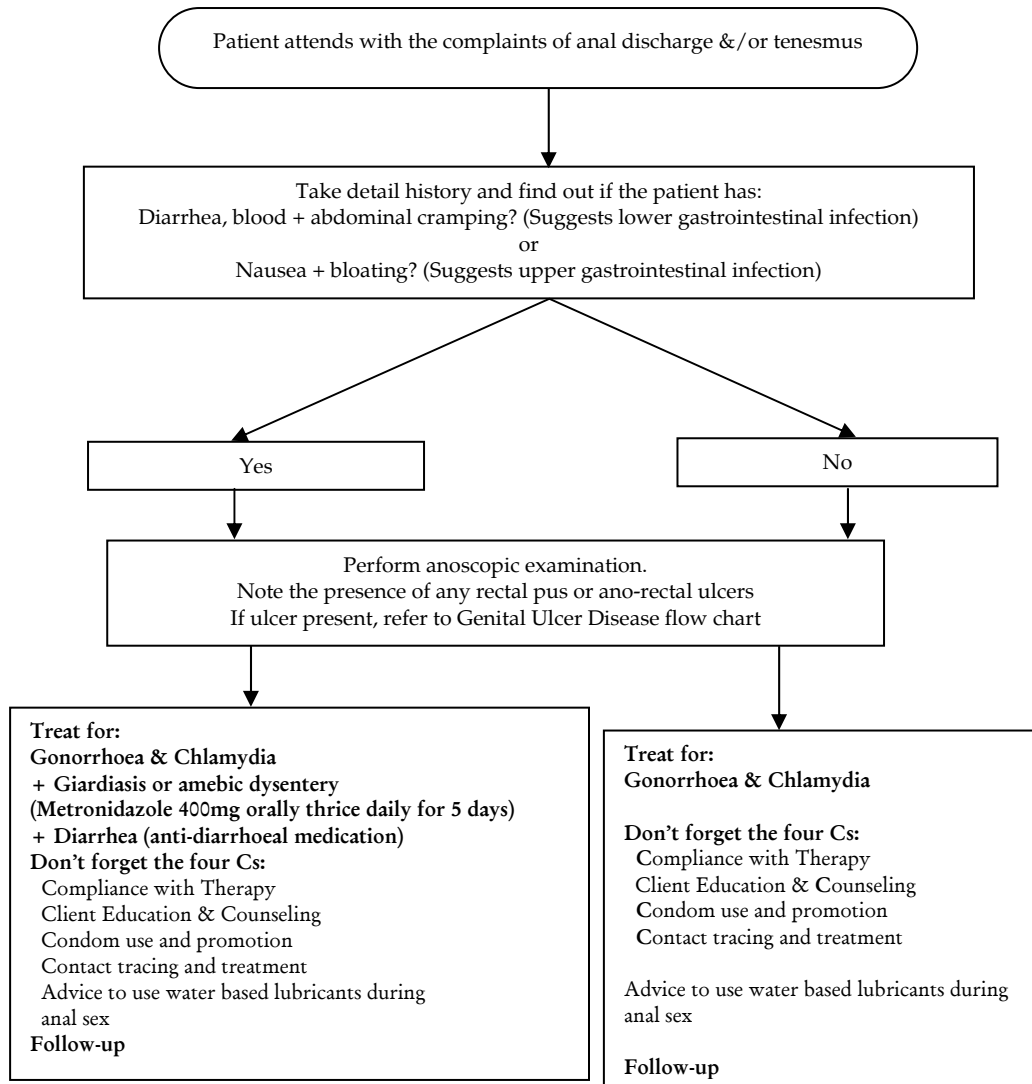 Patient attends with the complaints of anal discharge &/or tenesmus
Take detail history and find out if the patient has:
Diarrhea, blood + abdominal cramping? (Suggests lower gastrointestinal infection)
or
Nausea + bloating? (Suggests upper gastrointestinal infection)
Yes
No
Perform anoscopic examination.
Note the presence of any rectal pus or ano-rectal ulcers
If ulcer present, refer to Genital Ulcer Disease flow chart
Treat for:
Gonorrhoea & Chlamydia
+ Giardiasis or amebic dysentery
(Metronidazole 400mg orally thrice daily for 5 days)
+ Diarrhea (anti-diarrhoeal medication)
Don't forget the four Cs:
Compliance with Therapy
Client Education & Counseling
Condom use and promotion
Contact tracing and treatment
Advice to use water based lubricants during
anal sex
Follow-up
Treat for:
Gonorrhoea & Chlamydia
Don't forget the four Cs:
Compliance with Therapy
Client Education & Counseling
Condom use and promotion
Contact tracing and treatment
Advice to use water based lubricants during
anal sex
Follow-up